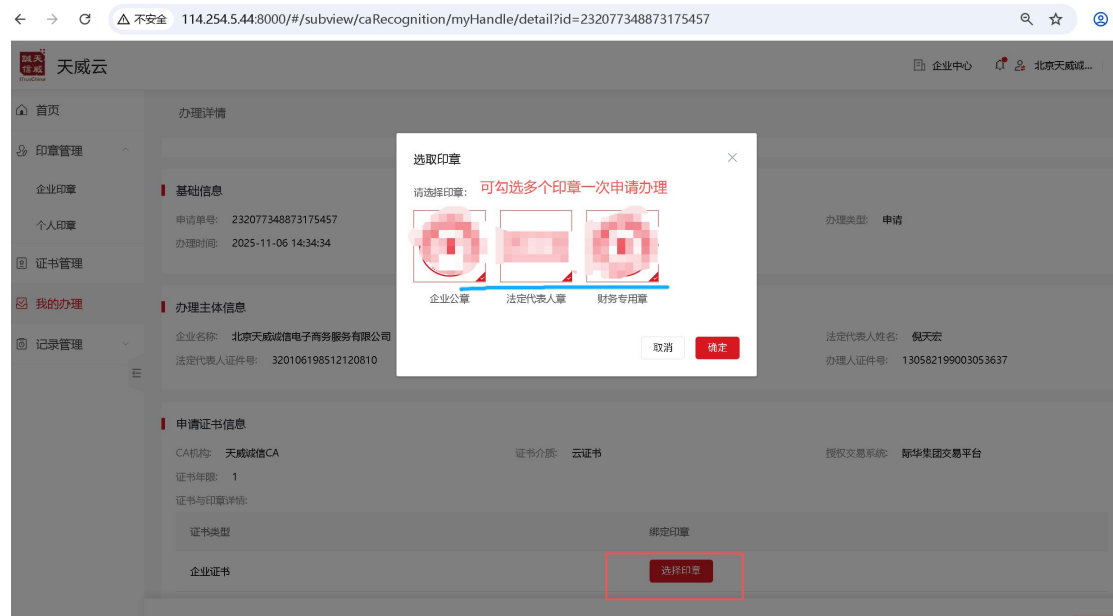 不安全 114.254.5.44:8000/#/subview/caRecognition/myHandle/detail?id=232077348873175457
天威云
企业中心
北京天威诚...
首页
印章管理
企业印章
个人印章
证书管理
我的办理
记录管理
办理详情
基础信息
申请单号: 232077348873175457
办理类型: 申请
办理时间: 2025-11-06 14:34:34
办理主体信息
企业名称: 北京天威诚信电子商务服务有限公司
法定代表人姓名: 倪天宏
法定代表人证件号: 320106198512120810
办理人证件号: 130582199003053637
选取印章
请选择印章: 可勾选多个印章一次申请办理
企业公章 法定代表人章 财务专用章
取消 确定
申请证书信息
CA机构: 天威诚信CA 证书介质: 云证书 授权交易系统: 际华集团交易平台
证书年限: 1
证书与印章详情:
证书类型 绑定印章
企业证书 选择印章